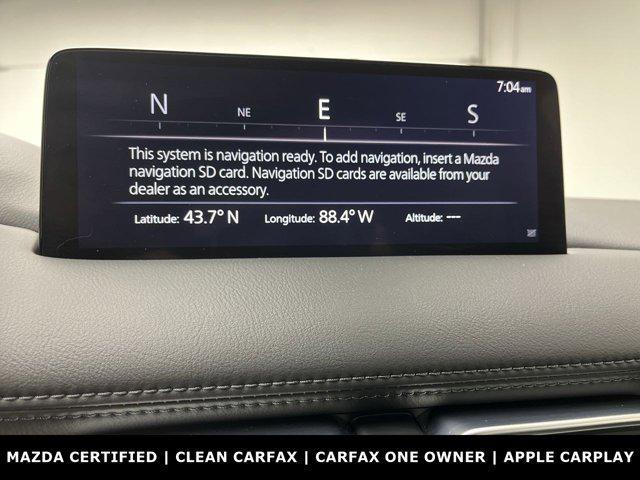 7:04am
N NE E SE S
This system is navigation ready. To add navigation, insert a Mazda
navigation SD card. Navigation SD cards are available from your
dealer as an accessory.
Latitude: 43.7° N Longitude: 88.4° W Altitude: ---
MAZDA CERTIFIED | CLEAN CARFAX | CARFAX ONE OWNER | APPLE CARPLAY